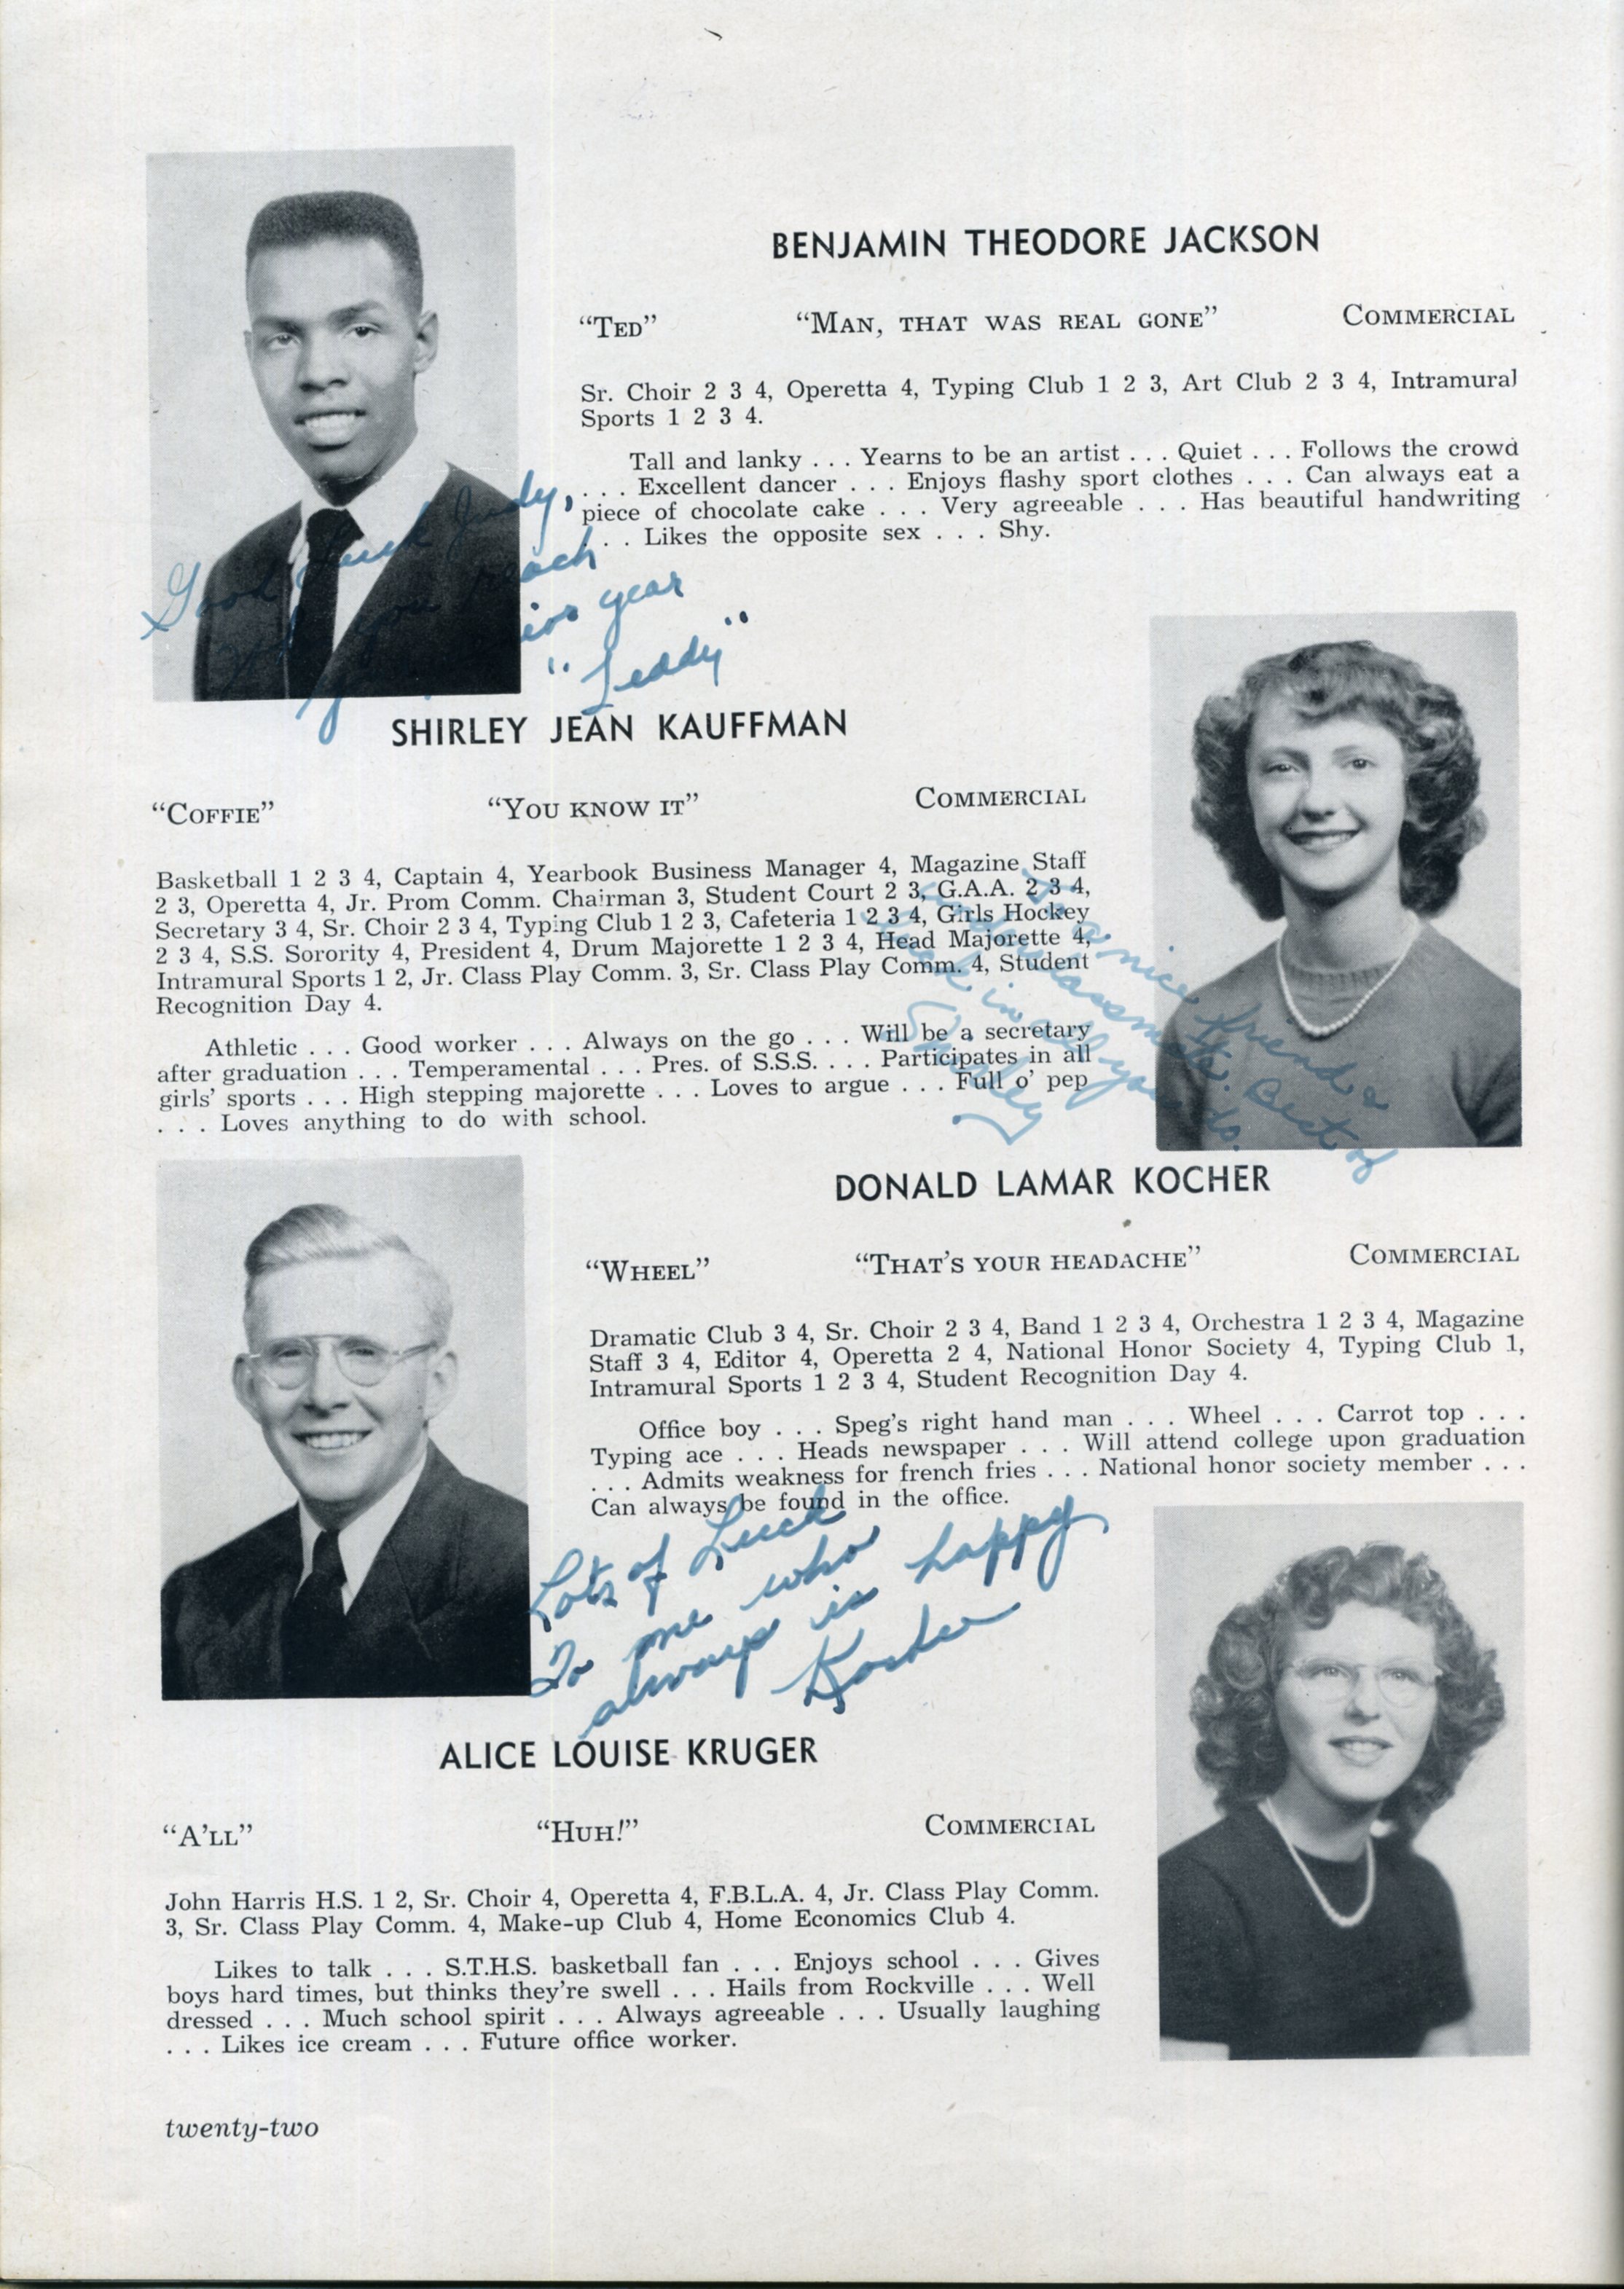 BENJAMIN THEODORE JACKSON
“TED” “MAN, THAT WAS REAL GONE” COMMERCIAL
Sr. Choir 2 3 4, Operetta 4, Typing Club 1 2 3, Art Club 2 3 4, Intramural
Sports 1 2 3 4.
Tall and lanky . . . Yearns to be an artist . . . Quiet . . . Follows the crowd
. . . Excellent dancer . . . Enjoys flashy sport clothes . . . Can always eat a
piece of chocolate cake . . . Very agreeable . . . Has beautiful handwriting
. . . Likes the opposite sex . . . Shy.
Good Luck Judy,
you reach
year
"Teddy"
SHIRLEY JEAN KAUFFMAN
“COFFIE” “YOU KNOW IT” COMMERCIAL
Basketball 1 2 3 4, Captain 4, Yearbook Business Manager 4, Magazine Staff
2 3, Operetta 4, Jr. Prom Comm. Chairman 3, Student Court 2 3, G.A.A. 2 3 4,
Secretary 3 4, Sr. Choir 2 3 4, Typing Club 1 2 3, Cafeteria 1 2 3 4, Girls Hockey
2 3 4, S.S. Sorority 4, President 4, Drum Majorette 1 2 3 4, Head Majorette 4,
Intramural Sports 1 2, Jr. Class Play Comm. 3, Sr. Class Play Comm. 4, Student
Recognition Day 4.
Athletic . . . Good worker . . . Always on the go . . . Will be a secretary
after graduation . . . Temperamental . . . Pres. of S.S.S. . . . Participates in all
girls’ sports . . . High stepping majorette . . . Loves to argue . . . Full o’ pep
. . . Loves anything to do with school.
To a nice friend &
classmate. Best of
luck in all you do.
Shirley
DONALD LAMAR KOCHER
“WHEEL” “THAT’S YOUR HEADACHE” COMMERCIAL
Dramatic Club 3 4, Sr. Choir 2 3 4, Band 1 2 3 4, Orchestra 1 2 3 4, Magazine
Staff 3 4, Editor 4, Operetta 2 4, National Honor Society 4, Typing Club 1,
Intramural Sports 1 2 3 4, Student Recognition Day 4.
Office boy . . . Speg’s right hand man . . . Wheel . . . Carrot top . . .
Typing ace . . . Heads newspaper . . . Will attend college upon graduation
. . . Admits weakness for french fries . . . National honor society member . . .
Can always be found in the office.
Lots of Luck
To one who
always is happy
Kocher
ALICE LOUISE KRUGER
“A’LL” “HUH!” COMMERCIAL
John Harris H.S. 1 2, Sr. Choir 4, Operetta 4, F.B.L.A. 4, Jr. Class Play Comm.
3, Sr. Class Play Comm. 4, Make-up Club 4, Home Economics Club 4.
Likes to talk . . . S.T.H.S. basketball fan . . . Enjoys school . . . Gives
boys hard times, but thinks they’re swell . . . Hails from Rockville . . . Well
dressed . . . Much school spirit . . . Always agreeable . . . Usually laughing
. . . Likes ice cream . . . Future office worker.
twenty-two